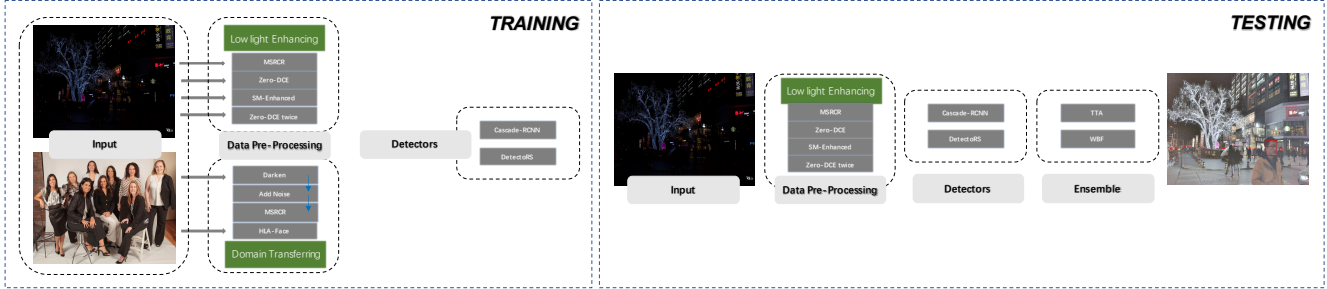 TRAINING
Low light Enhancing
MSRCR
Zero-DCE
SM-Enhanced
Zero-DCE twice
Input
Data Pre-Processing
Detectors
Cascade-RCNN
DetectoRS
Darken
Add Noise
MSRCR
HLA-Face
Domain Transferring
TESTING
Low light Enhancing
MSRCR
Zero-DCE
SM-Enhanced
Zero-DCE twice
Cascade-RCNN
DetectoRS
TTA
WBF
Input
Data Pre-Processing
Detectors
Ensemble